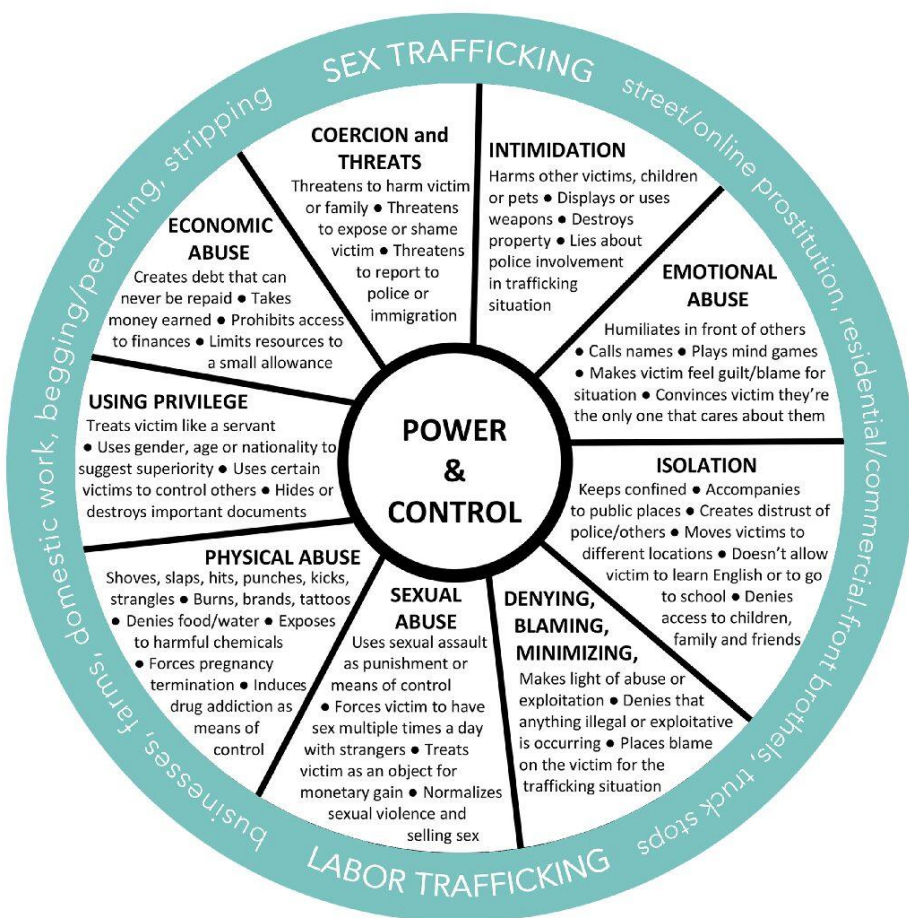 SEX TRAFFICKING
street/online prostitution, residential/commercial-front brothels, truck stops
LABOR TRAFFICKING
businesses, farms, domestic work, begging/peddling, stripping
POWER
&
CONTROL
COERCION and
THREATS
Threatens to harm victim
or family ● Threatens
to expose or shame
victim ● Threatens
to report to
police or
immigration
INTIMIDATION
Harms other victims, children
or pets ● Displays or uses
weapons ● Destroys
property ● Lies about
police involvement
in trafficking
situation
EMOTIONAL
ABUSE
Humiliates in front of others
● Calls names ● Plays mind games
● Makes victim feel guilt/blame for
situation ● Convinces victim they're
the only one that cares about them
ISOLATION
Keeps confined ● Accompanies
to public places ● Creates distrust of
police/others ● Moves victims to
different locations ● Doesn't allow
victim to learn English or to go
to school ● Denies
access to children,
family and friends
DENYING,
BLAMING,
MINIMIZING,
Makes light of abuse or
exploitation ● Denies that
anything illegal or exploitative
is occurring ● Places blame
on the victim for the
trafficking situation
SEXUAL
ABUSE
Uses sexual assault
as punishment or
means of control
● Forces victim to have
sex multiple times a day
with strangers ● Treats
victim as an object for
monetary gain ● Normalizes
sexual violence and
selling sex
PHYSICAL ABUSE
Shoves, slaps, hits, punches, kicks,
strangles ● Burns, brands, tattoos
● Denies food/water ● Exposes
to harmful chemicals
● Forces pregnancy
termination ● Induces
drug addiction as
means of
control
USING PRIVILEGE
Treats victim like a servant
● Uses gender, age or nationality to
suggest superiority ● Uses certain
victims to control others ● Hides or
destroys important documents
ECONOMIC
ABUSE
Creates debt that can
never be repaid ● Takes
money earned ● Prohibits access
to finances ● Limits resources to
a small allowance